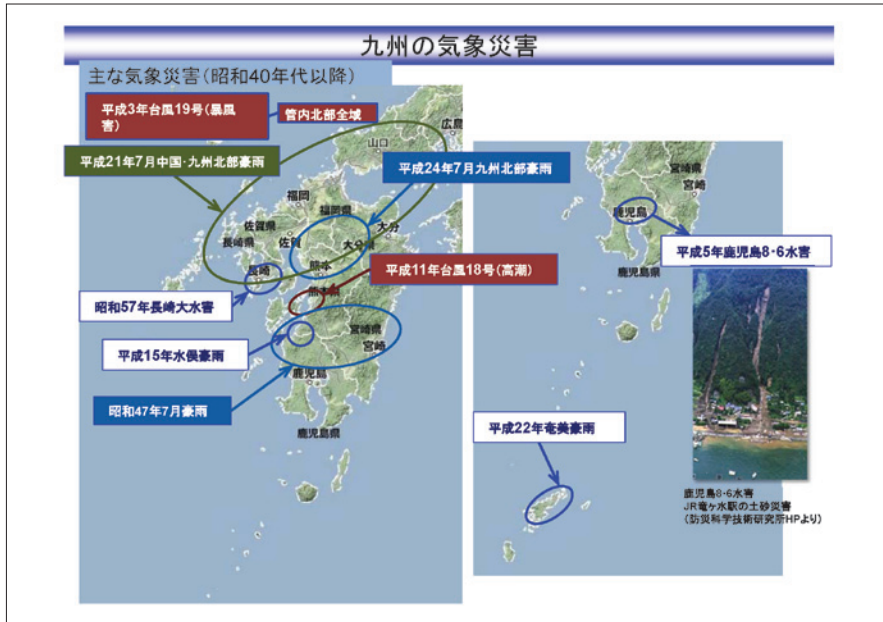 九州の気象災害
主な気象災害(昭和40年代以降)
平成3年台風19号(暴風
害)
管内北部全域
平成21年7月中国・九州北部豪雨
平成24年7月九州北部豪雨
広島
山口
福岡
福岡県
佐賀県
佐賀
大分
大分県
長崎県
長崎
熊本
熊本県
平成11年台風18号(高潮)
昭和57年長崎大水害
平成15年水俣豪雨
宮崎県
宮崎
昭和47年7月豪雨
鹿児島
鹿児島県
宮崎県
宮崎
鹿児島
鹿児島県
平成5年鹿児島8・6水害
平成22年奄美豪雨
鹿児島8・6水害
JR竜ヶ水駅の土砂災害
(防災科学技術研究所HPより)